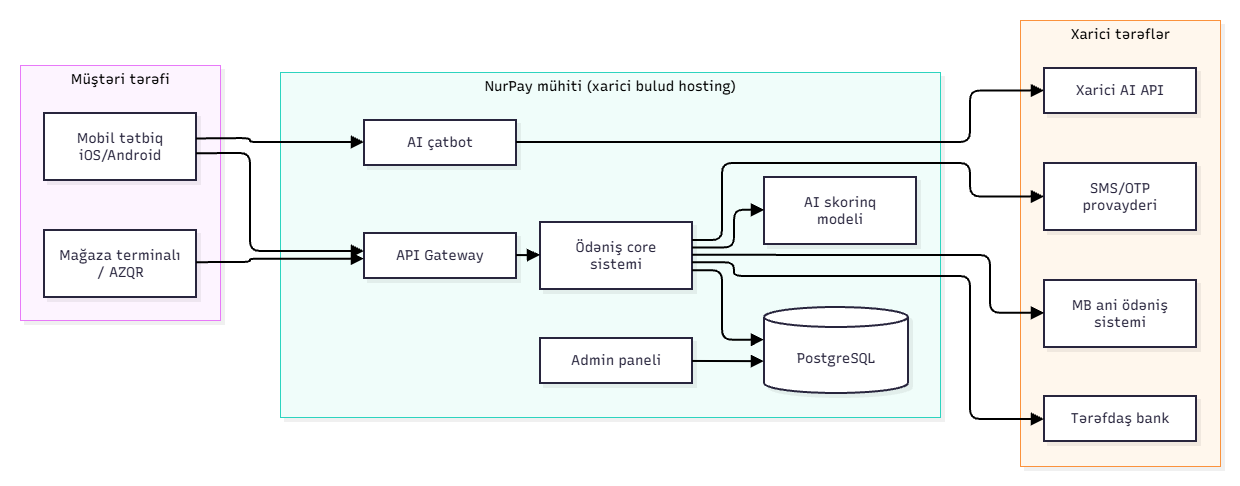 Müştəri tərəfi
Mobil tətbiq
iOS/Android
Mağaza terminalı
/ AZQR
NurPay mühiti (xarici bulud hosting)
AI çatbot
API Gateway
Ödəniş core
sistemi
AI skorinq
modeli
Admin paneli
PostgreSQL
Xarici tərəflər
Xarici AI API
SMS/OTP
provayderi
MB ani ödəniş
sistemi
Tərəfdaş bank